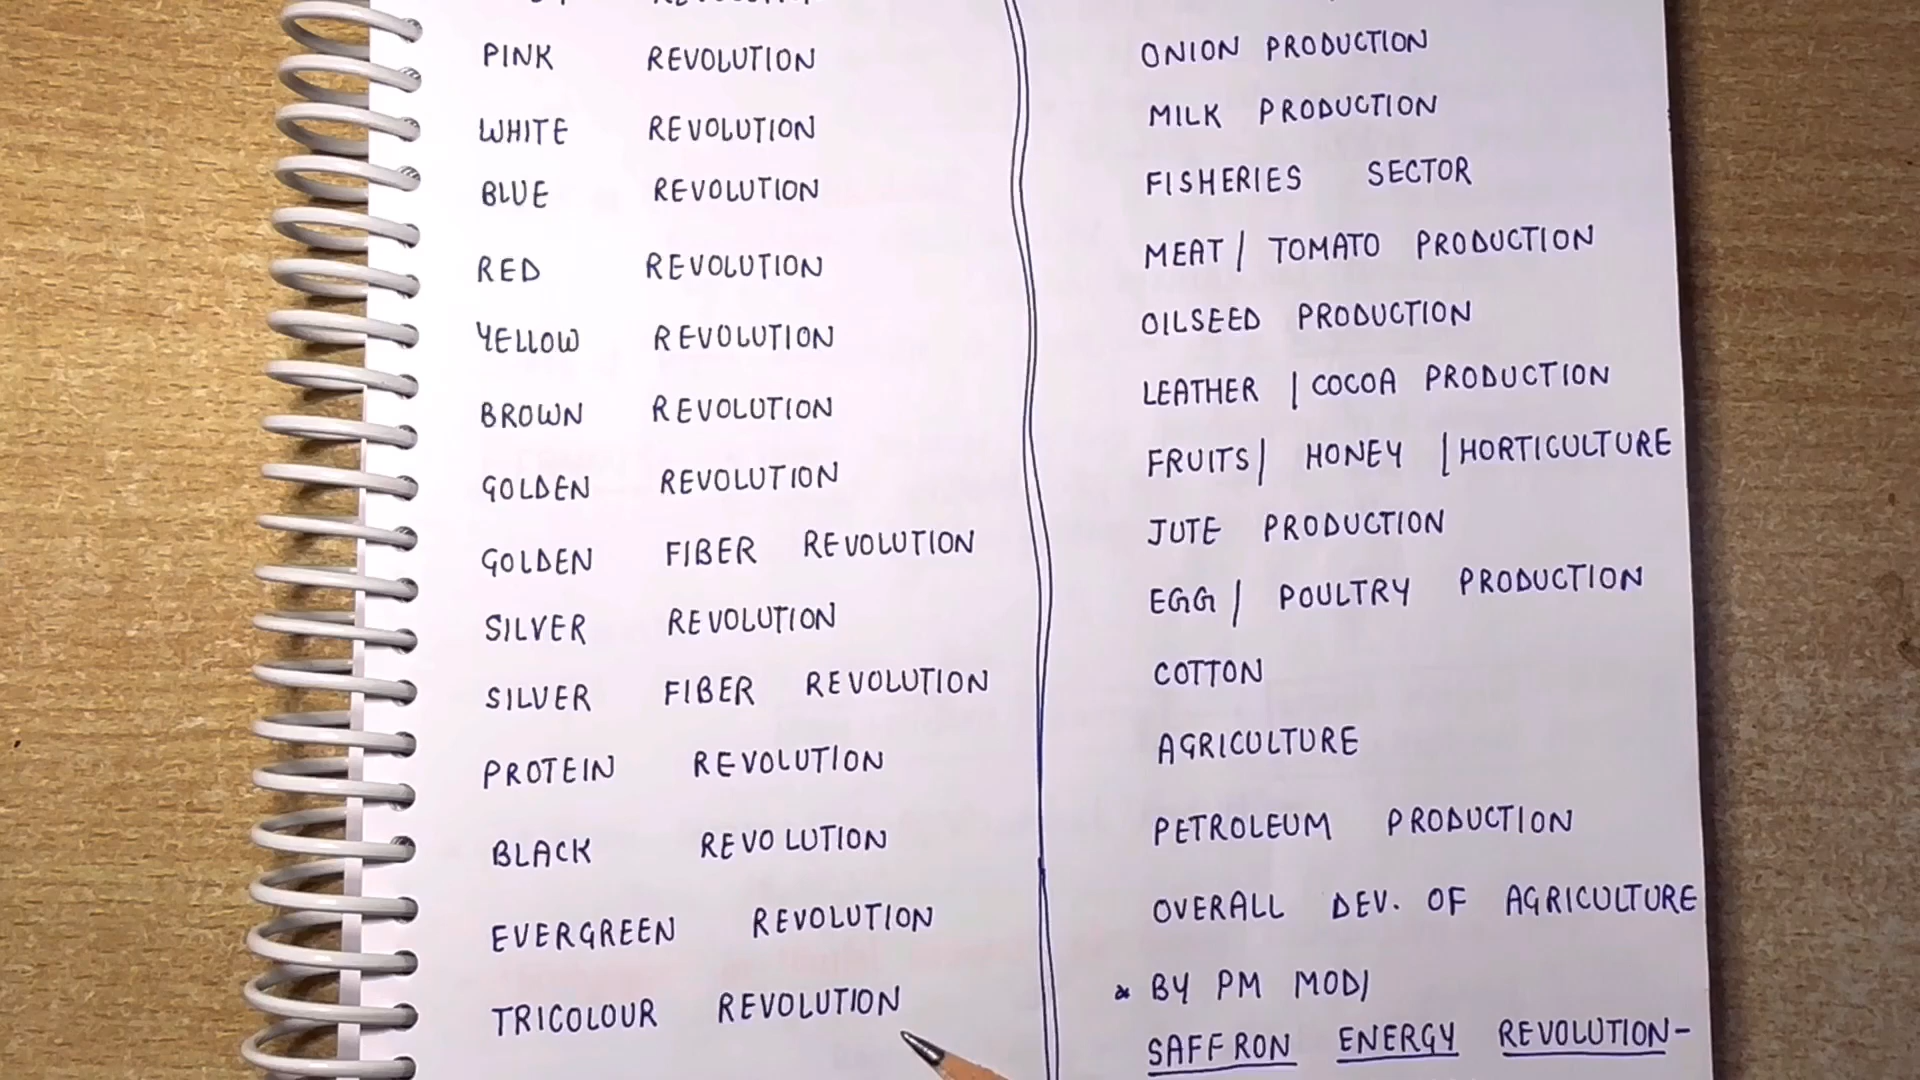 REVOLUTION
PINK REVOLUTION ONION PRODUCTION
WHITE REVOLUTION MILK PRODUCTION
BLUE REVOLUTION FISHERIES SECTOR
RED REVOLUTION MEAT / TOMATO PRODUCTION
YELLOW REVOLUTION OILSEED PRODUCTION
BROWN REVOLUTION LEATHER | COCOA PRODUCTION
GOLDEN REVOLUTION FRUITS / HONEY | HORTICULTURE
GOLDEN FIBER REVOLUTION JUTE PRODUCTION
SILVER REVOLUTION EGG / POULTRY PRODUCTION
SILVER FIBER REVOLUTION COTTON
PROTEIN REVOLUTION AGRICULTURE
BLACK REVOLUTION PETROLEUM PRODUCTION
EVERGREEN REVOLUTION OVERALL DEV. OF AGRICULTURE
TRICOLOUR REVOLUTION * BY PM MODI
SAFFRON ENERGY REVOLUTION-